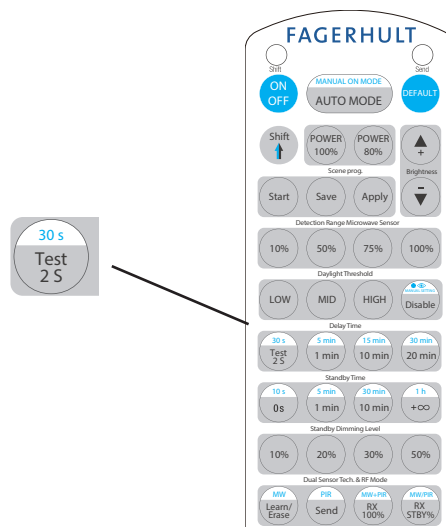 FAGERHULT
Shift
Send
ON
OFF
MANUAL ON MODE
AUTO MODE
DEFAULT
Shift
POWER
100%
POWER
80%
+
Brightness
-
Scene prog.
Start
Save
Apply
Detection Range Microwave Sensor
10%
50%
75%
100%
30 s
Test
2 S
Daylight Threshold
LOW
MID
HIGH
Disable
Delay Time
30 s
Test
2 S
5 min
1 min
15 min
10 min
30 min
20 min
Standby Time
10 s
0s
5 min
1 min
30 min
10 min
1 h
+∞
Standby Dimming Level
10%
20%
30%
50%
Dual Sensor Tech. & RF Mode
MW
Learn/
Erase
PIR
Send
MW+PIR
RX
100%
MW/PIR
RX
STBY%